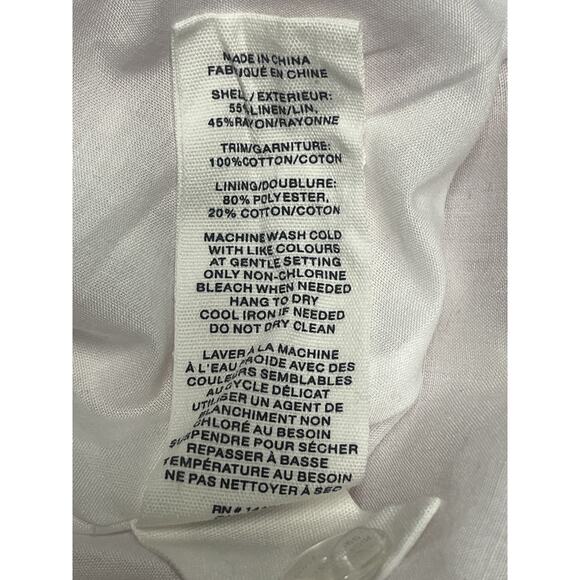 MADE IN CHINA
FABRIQUÉ EN CHINE
SHELL/EXTERIEUR:
55%LINEN/LIN,
45%RAYON/RAYONNE
TRIM/GARNITURE:
100%COTTON/COTON
LINING/DOUBLURE:
80% POLYESTER,
20% COTTON/COTON
MACHINE WASH COLD
WITH LIKE COLOURS
AT GENTLE SETTING
ONLY NON-CHLORINE
BLEACH WHEN NEEDED
HANG TO DRY
COOL IRON IF NEEDED
DO NOT DRY CLEAN
LAVER À LA MACHINE
À L'EAU FROIDE AVEC DES
COULEURS SEMBLABLES
AU CYCLE DÉLICAT
UTILISER UN AGENT DE
BLANCHIMENT NON
CHLORÉ AU BESOIN
SUSPENDRE POUR SÉCHER
REPASSER À BASSE
TEMPÉRATURE AU BESOIN
NE PAS NETTOYER À SEC
RN #